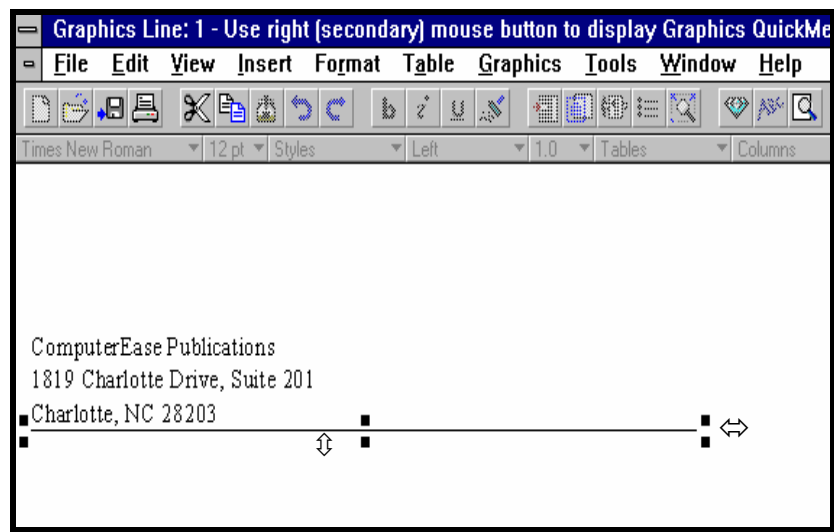 Graphics Line: 1 - Use right (secondary) mouse button to display Graphics QuickMe
File Edit View Insert Format Table Graphics Tools Window Help
b i u ABC
Times New Roman 12 pt Styles Left 1.0 Tables Columns
ComputerEase Publications
1819 Charlotte Drive, Suite 201
Charlotte, NC 28203